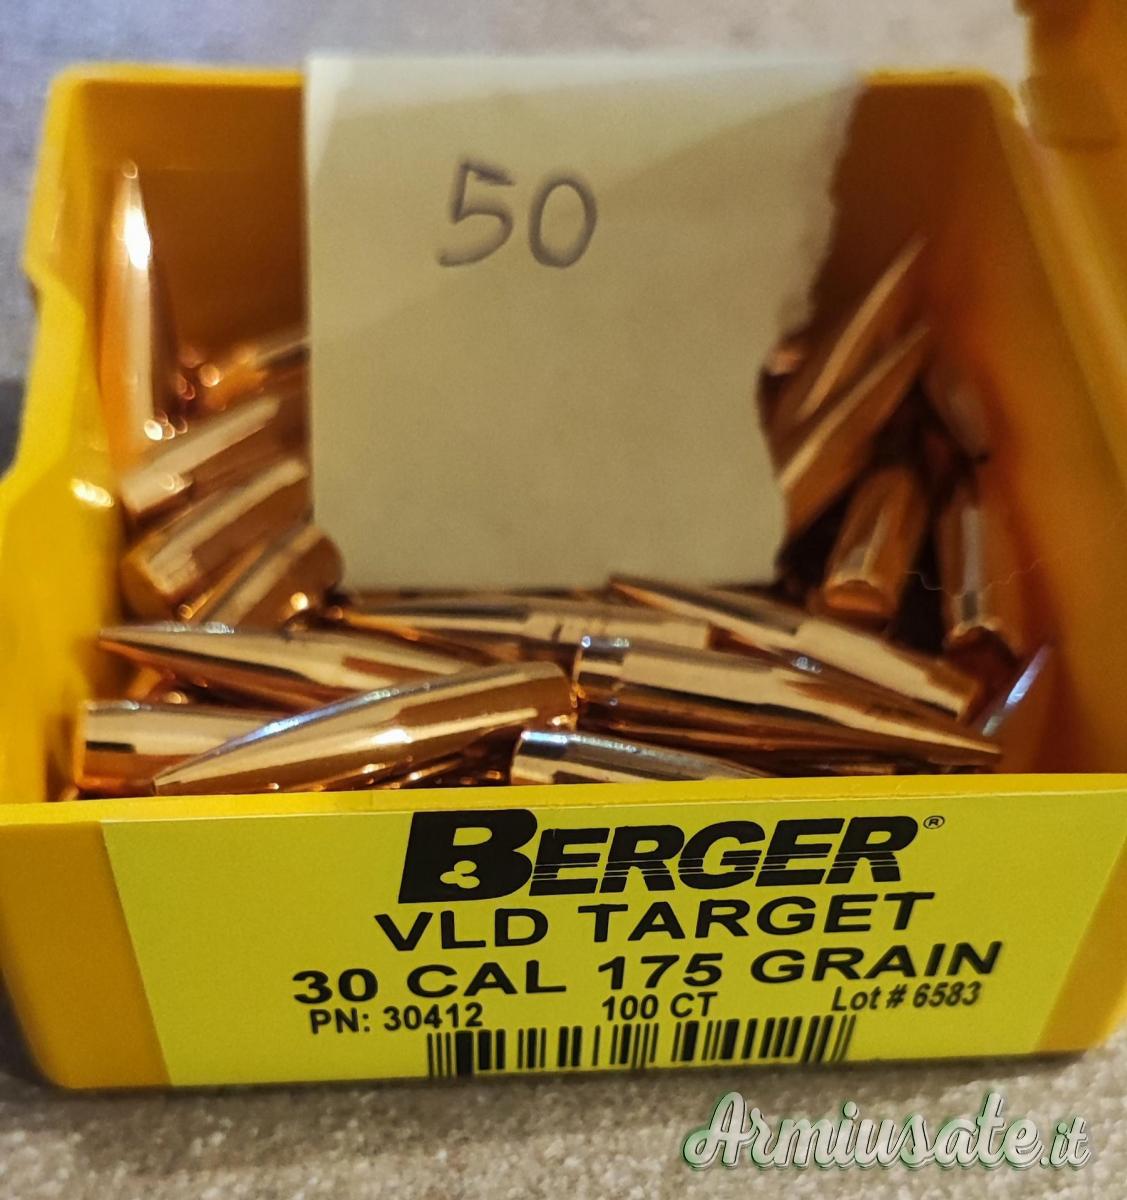 50
BERGER®
VLD TARGET
30 CAL 175 GRAIN
PN: 30412 100 CT Lot # 6583
Armiusate.it